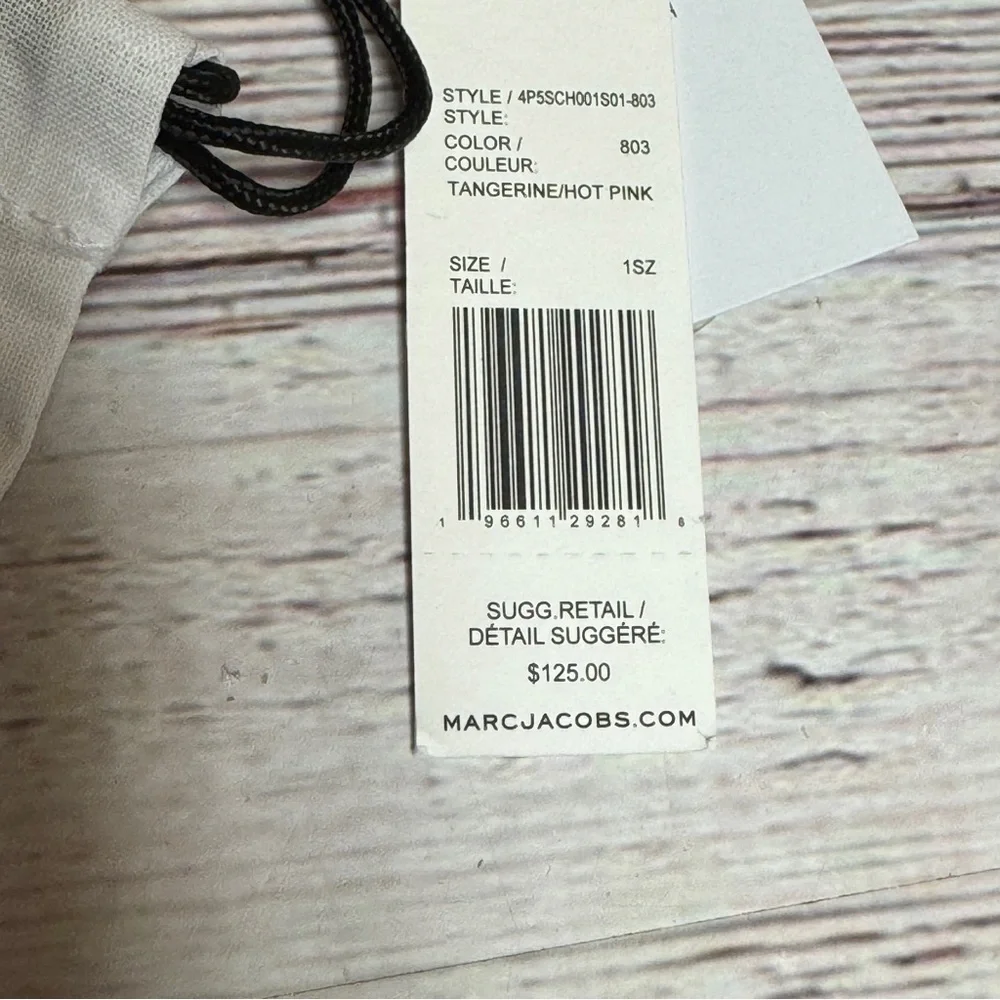 STYLE / 4P5SCH001S01-803
STYLE:
COLOR / 803
COULEUR:
TANGERINE/HOT PINK
SIZE / 1SZ
TAILLE:
1 96611 29281 8
SUGG.RETAIL /
DÉTAIL SUGGÉRÉ:
$125.00
MARCJACOBS.COM